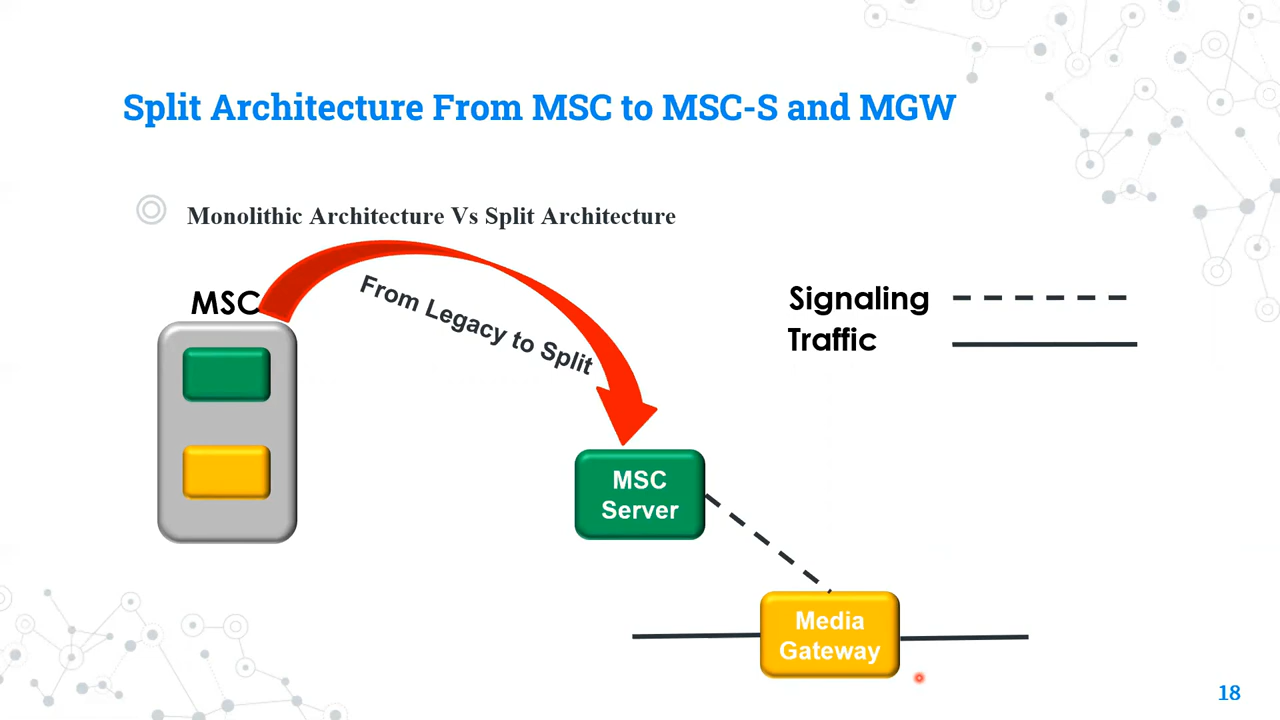 Split Architecture From MSC to MSC-S and MGW
Monolithic Architecture Vs Split Architecture
MSC
From Legacy to Split
Signaling
Traffic
MSC
Server
Media
Gateway
18